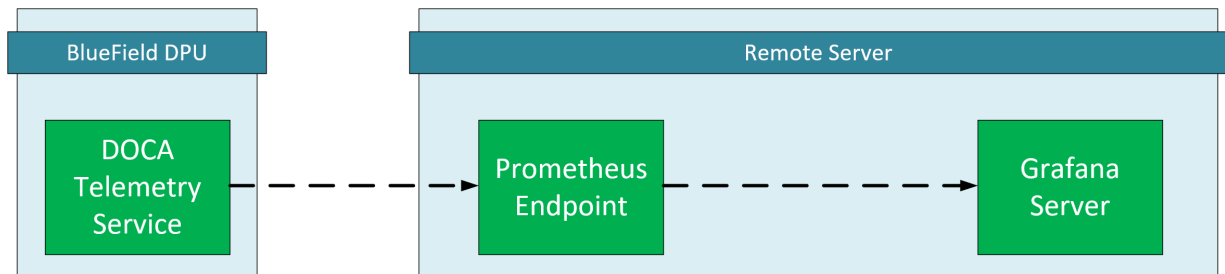 BlueField DPU
Remote Server
DOCA
Telemetry
Service
Prometheus
Endpoint
Grafana
Server